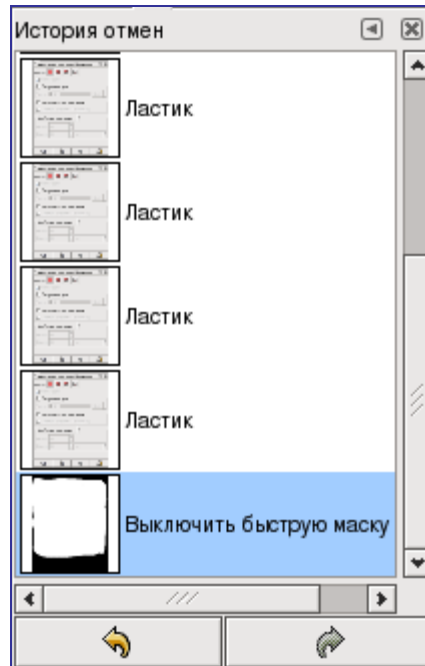 История отмен
Ластик
Ластик
Ластик
Ластик
Выключить быструю маску